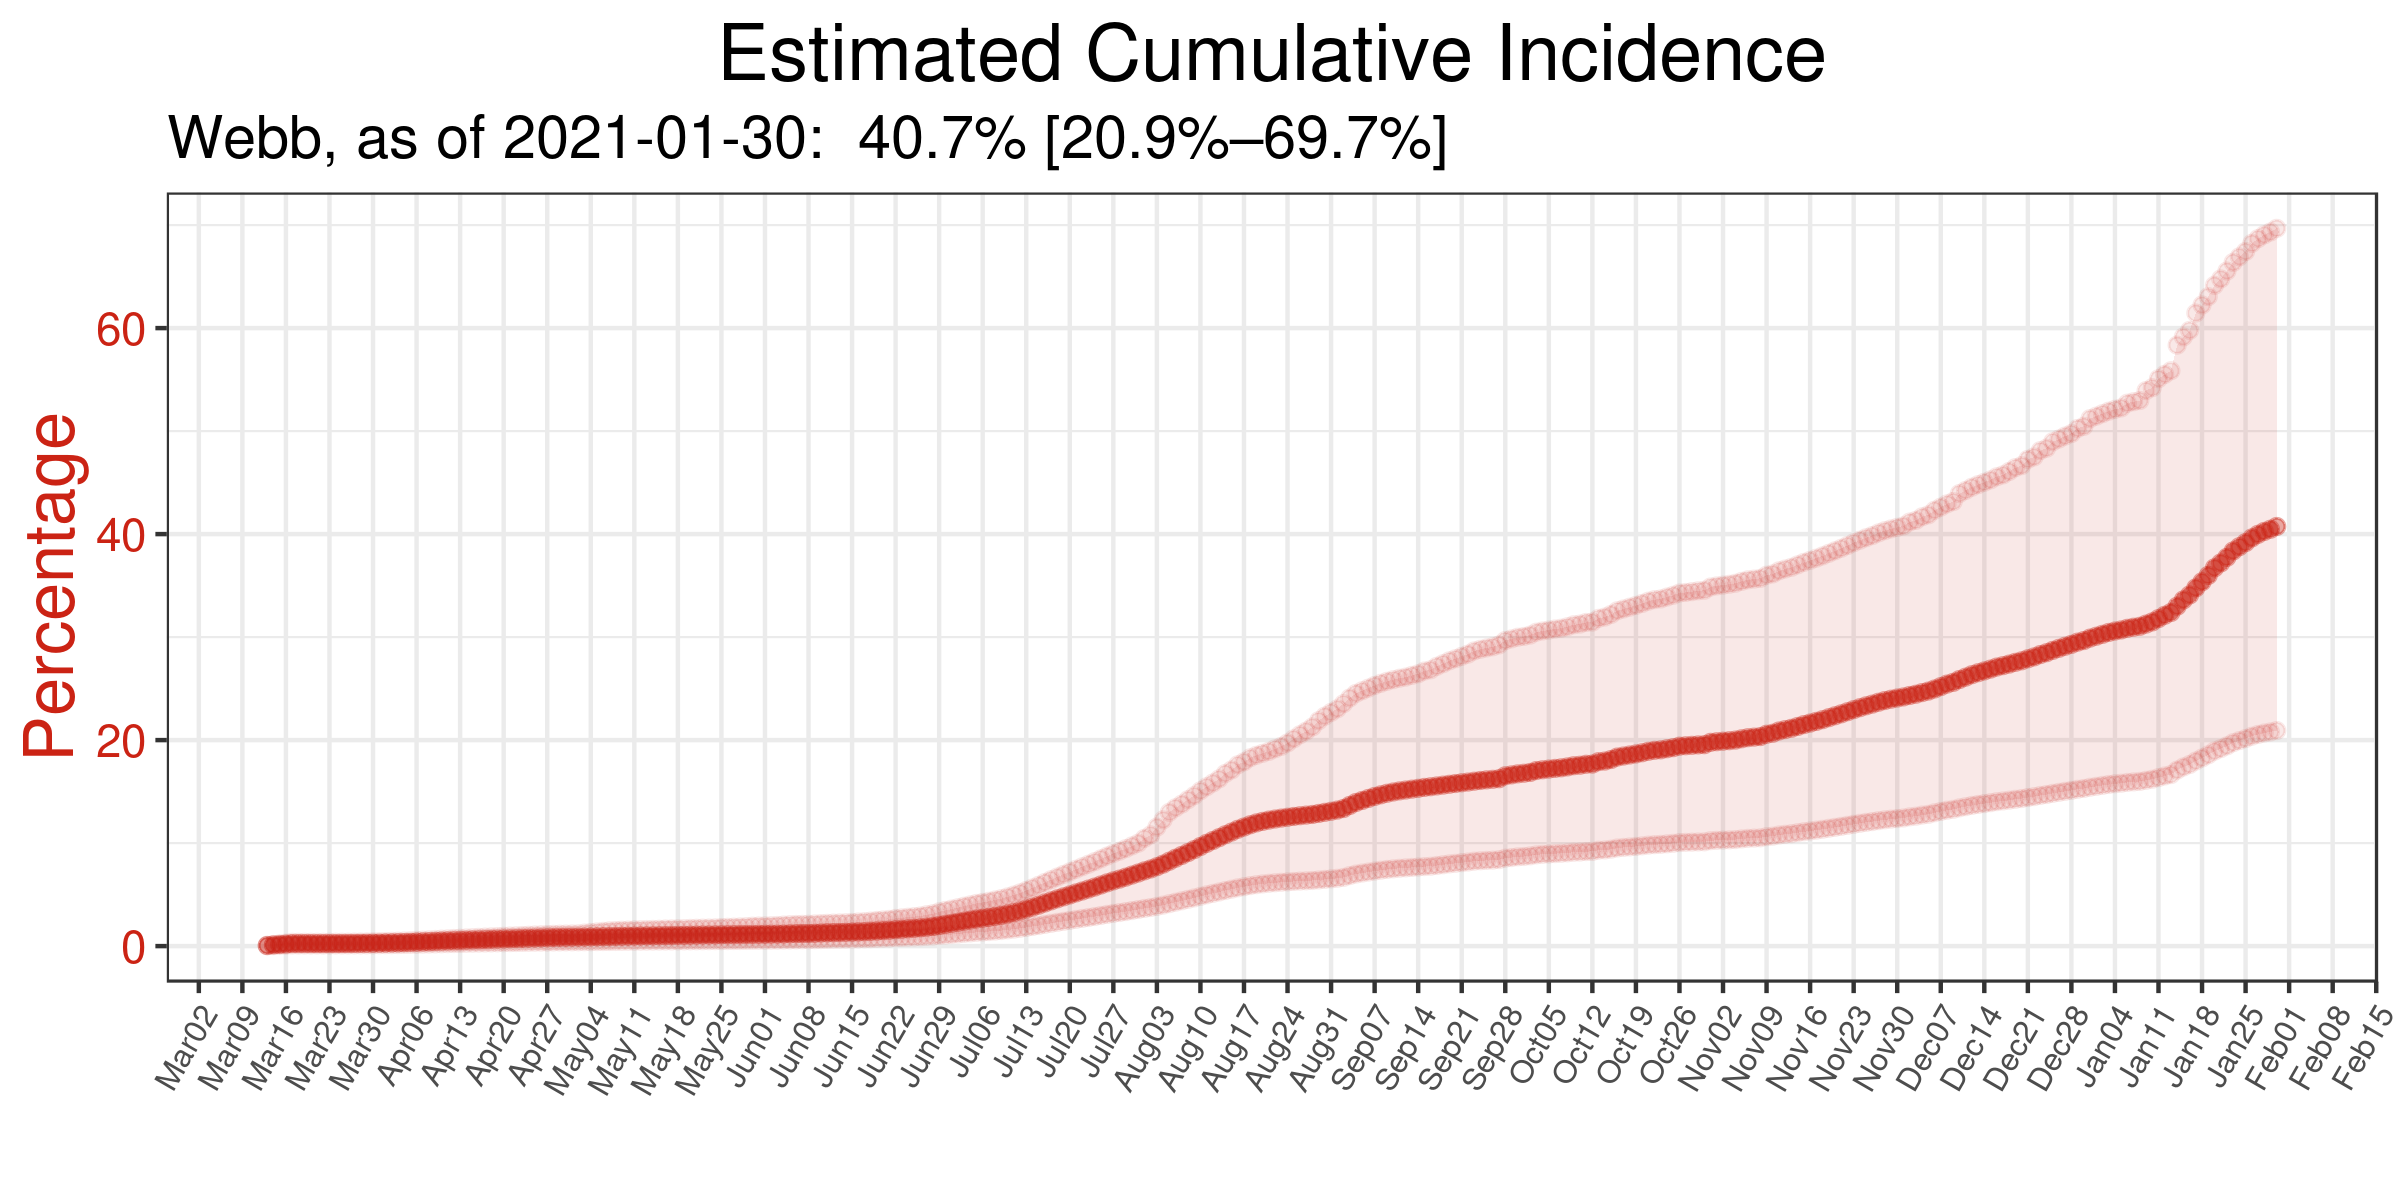 Estimated Cumulative Incidence
Webb, as of 2021-01-30:  40.7% [20.9%–69.7%]
Percentage
60
40
20
0
Mar02
Mar09
Mar16
Mar23
Mar30
Apr06
Apr13
Apr20
Apr27
May04
May11
May18
May25
Jun01
Jun08
Jun15
Jun22
Jun29
Jul06
Jul13
Jul20
Jul27
Aug03
Aug10
Aug17
Aug24
Aug31
Sep07
Sep14
Sep21
Sep28
Oct05
Oct12
Oct19
Oct26
Nov02
Nov09
Nov16
Nov23
Nov30
Dec07
Dec14
Dec21
Dec28
Jan04
Jan11
Jan18
Jan25
Feb01
Feb08
Feb15